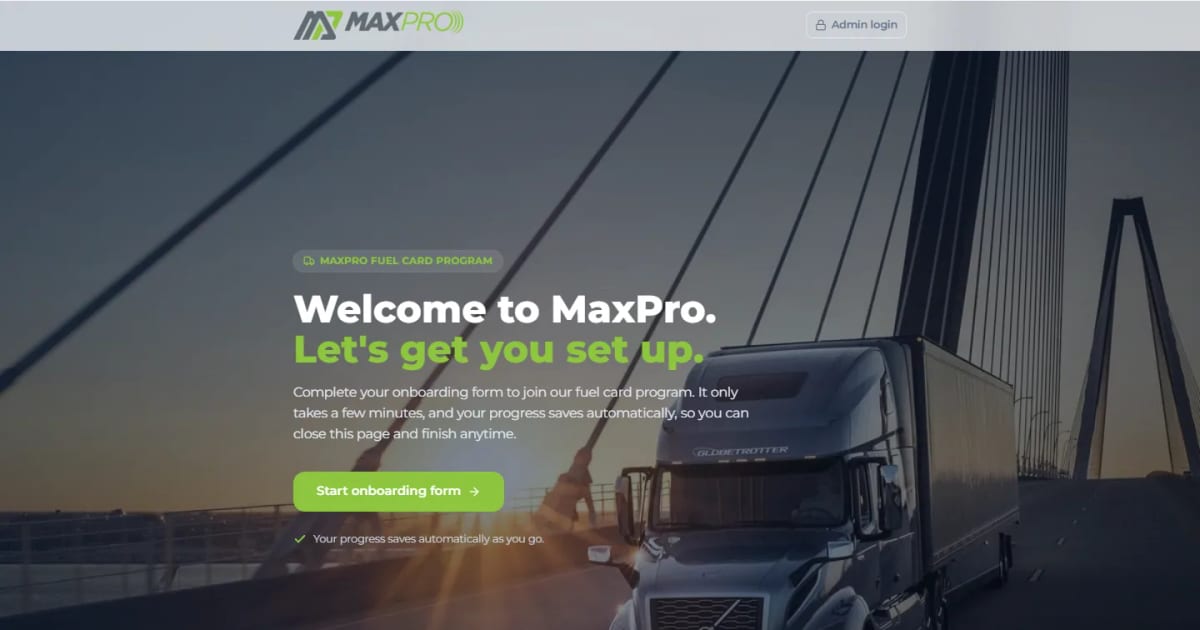 MAXPRO
Admin login
MAXPRO FUEL CARD PROGRAM
Welcome to MaxPro.
Let's get you set up.
Complete your onboarding form to join our fuel card program. It only
takes a few minutes, and your progress saves automatically, so you can
close this page and finish anytime.
GLOBETROTTER
Start onboarding form →
Your progress saves automatically as you go.